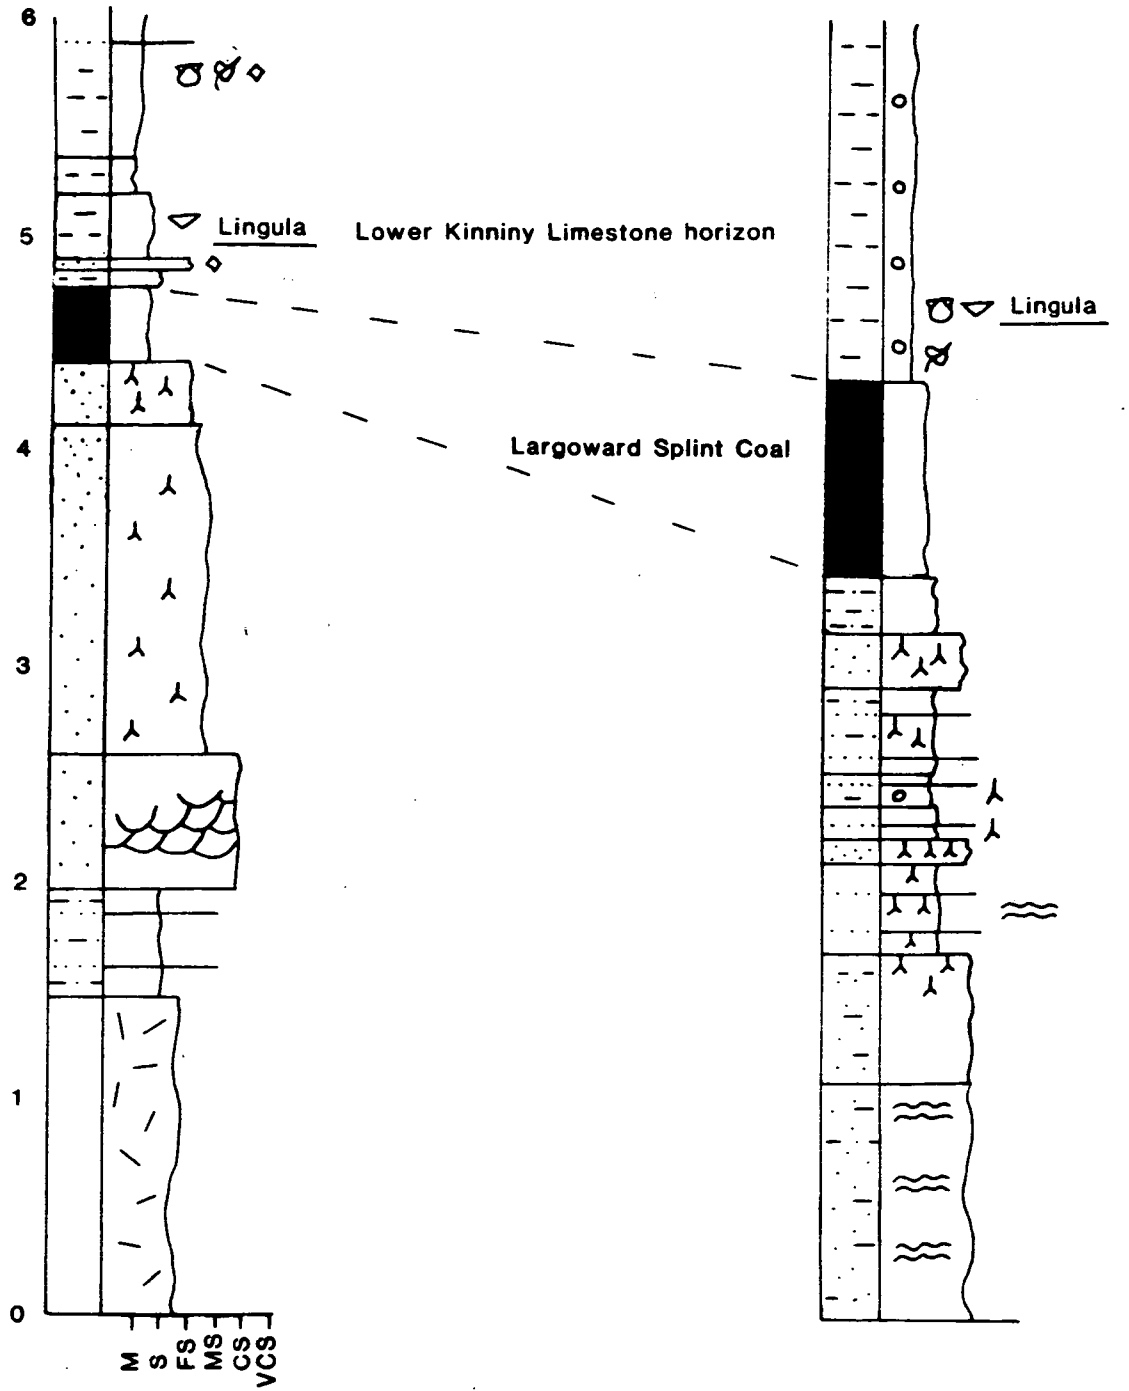 6
5
Lingula
Lower Kinniny Limestone horizon
Lingula
4
Largoward Splint Coal
3
2
1
0
M
S
FS
MS
CS
VCS